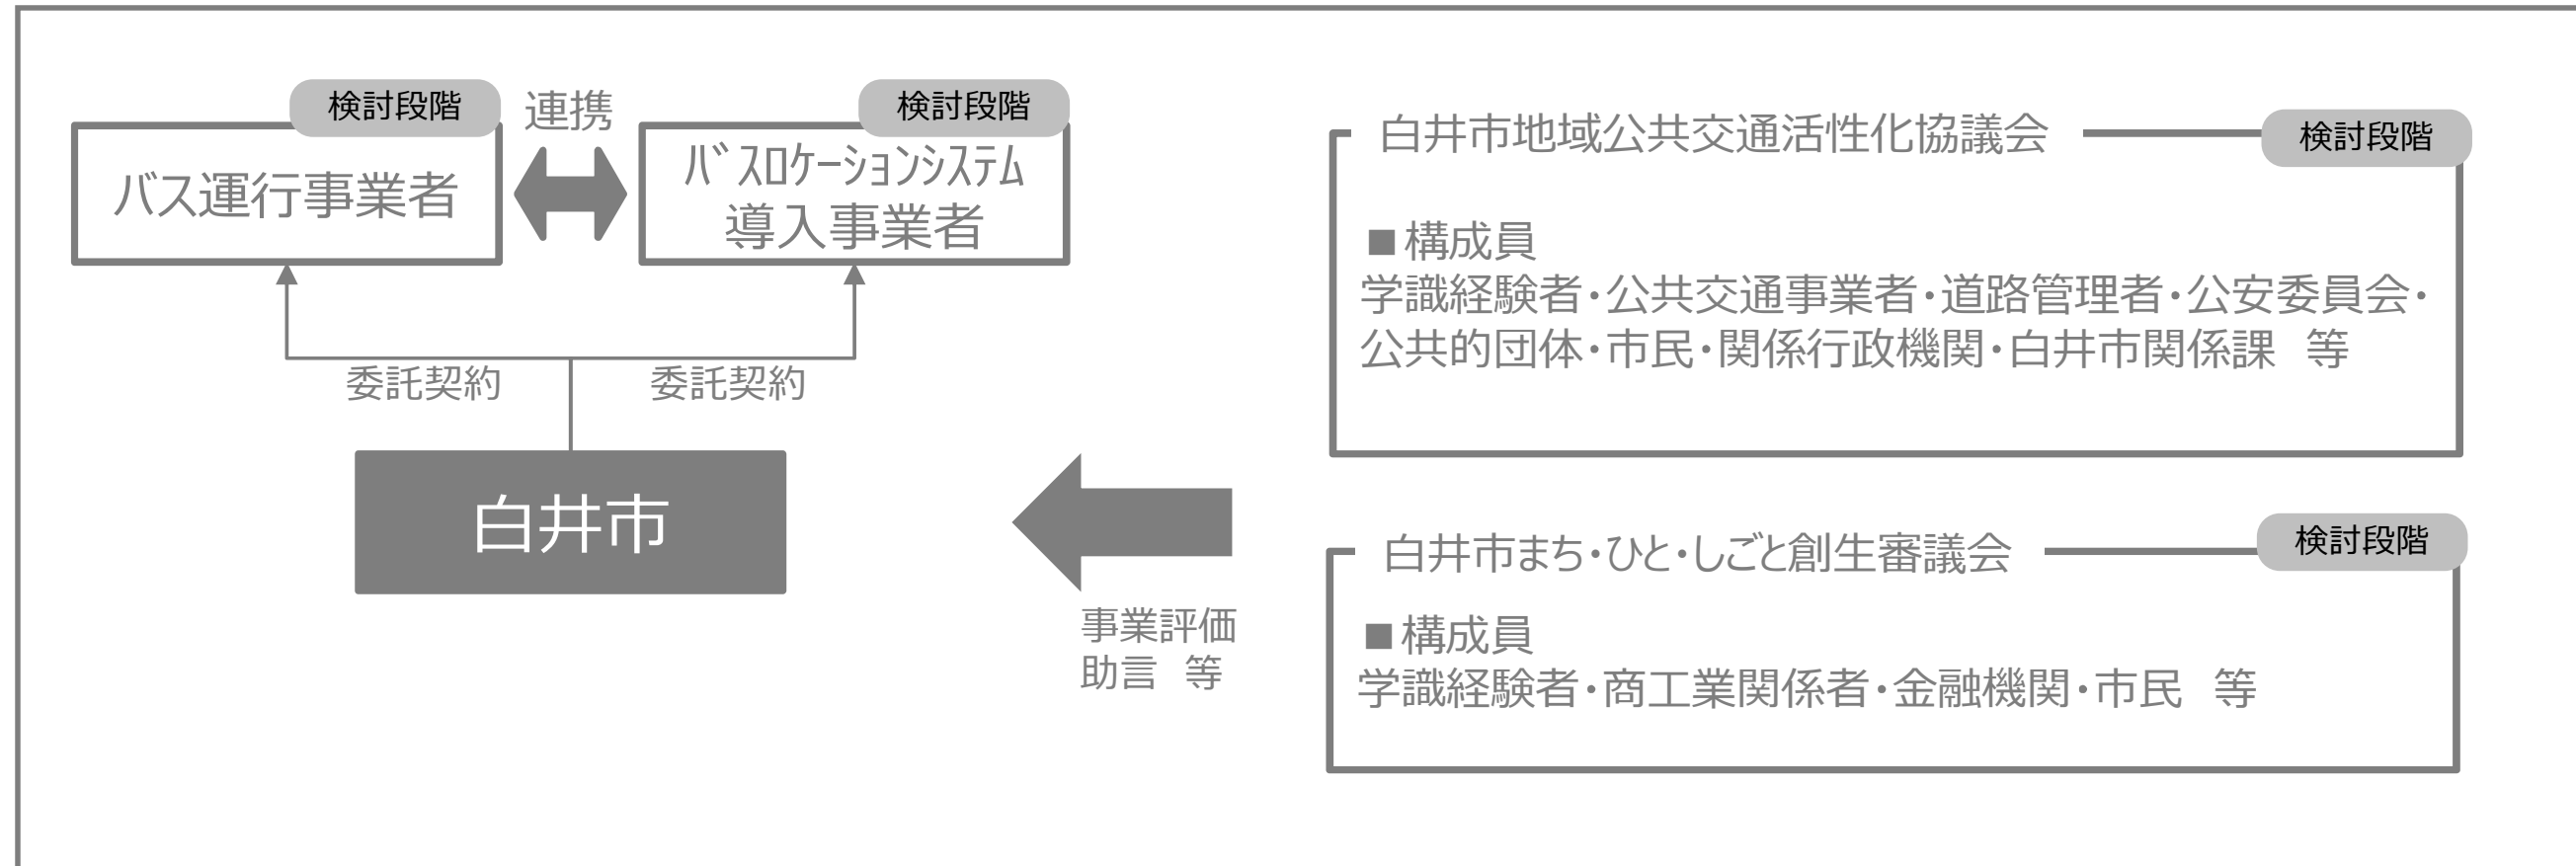 検討段階
連携
検討段階
バス運行事業者
ﾊﾞｽﾛｹｰｼｮﾝｼｽﾃﾑ
導入事業者
委託契約
委託契約
白井市
事業評価
助言　等
白井市地域公共交通活性化協議会
検討段階
■構成員
学識経験者・公共交通事業者・道路管理者・公安委員会・
公共的団体・市民・関係行政機関・白井市関係課　等
白井市まち・ひと・しごと創生審議会
検討段階
■構成員
学識経験者・商工業関係者・金融機関・市民　等